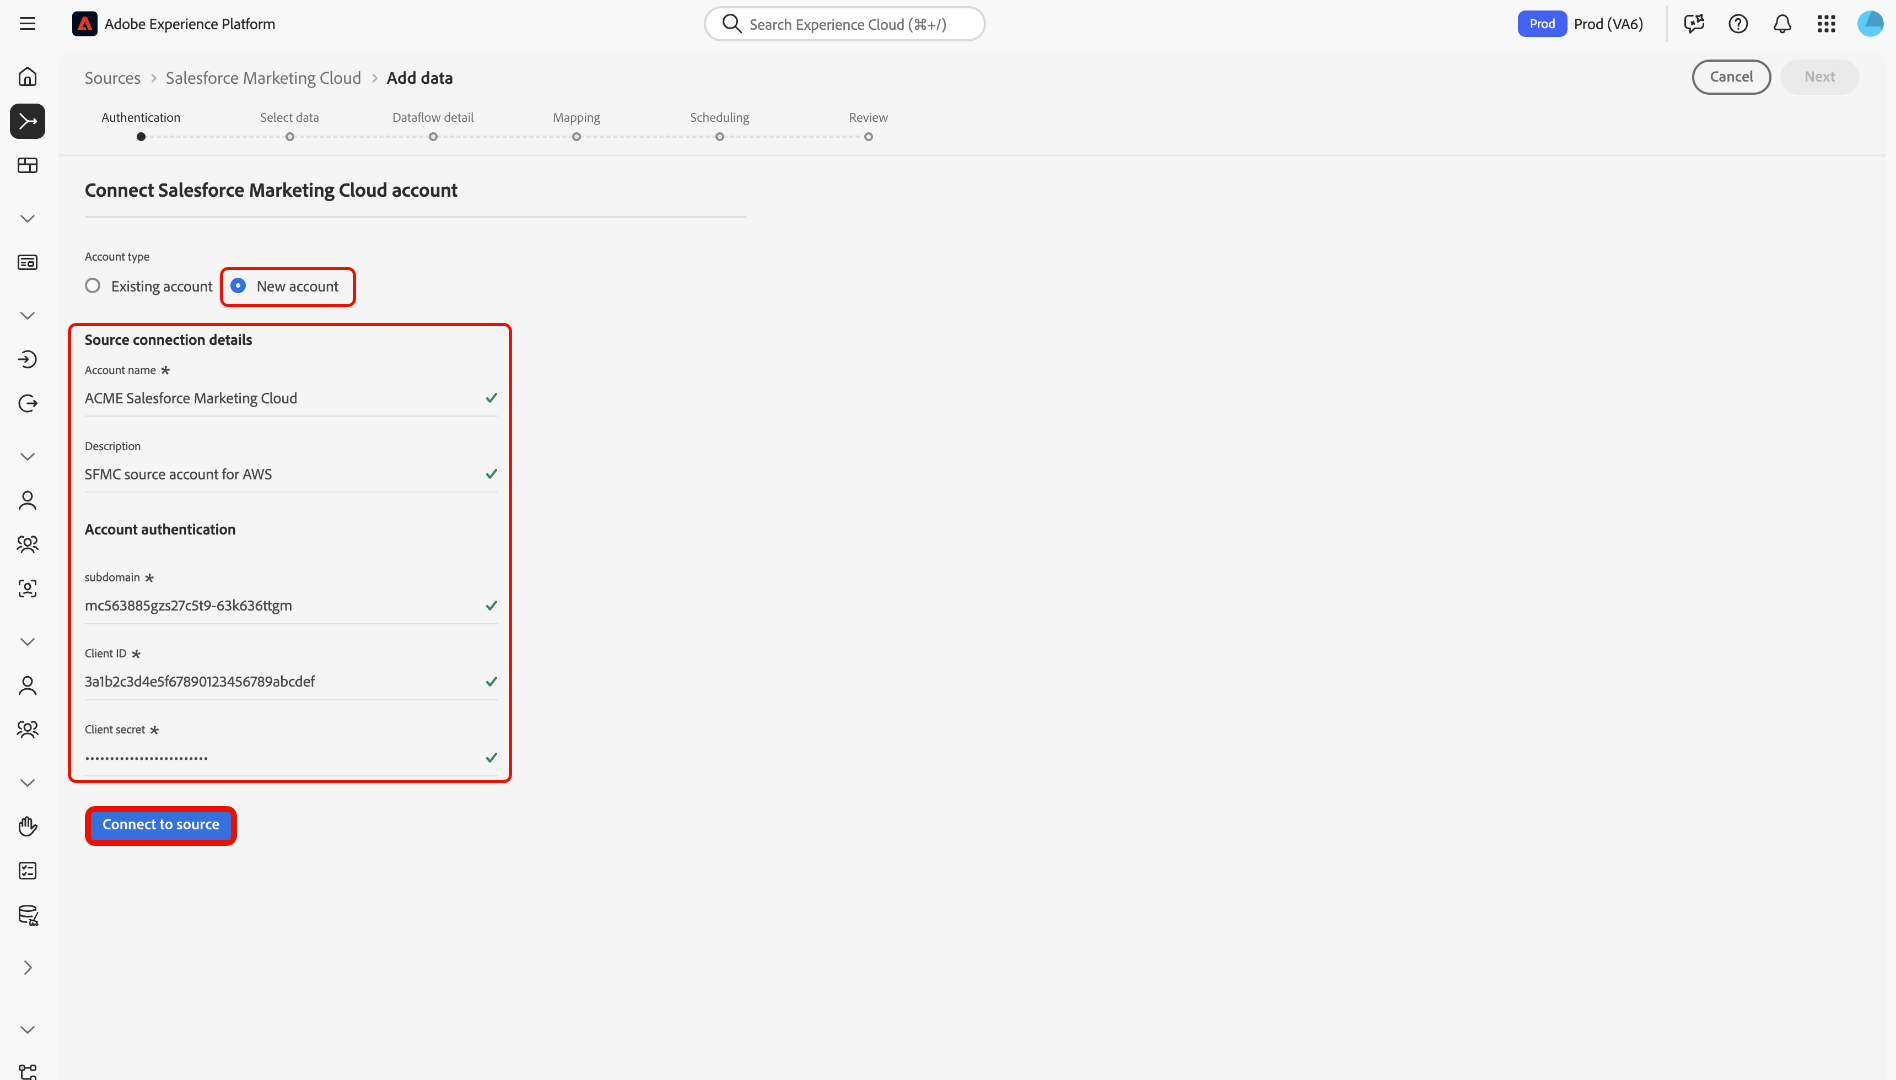 Adobe Experience Platform
Search Experience Cloud (⌘+/)
Prod
Prod (VA6)
Sources
Salesforce Marketing Cloud
Add data
Cancel
Next
Authentication
Select data
Dataflow detail
Mapping
Scheduling
Review
Connect Salesforce Marketing Cloud account
Account type
Existing account
New account
Source connection details
Account name *
ACME Salesforce Marketing Cloud
Description
SFMC source account for AWS
Account authentication
subdomain *
mc563885gzs27c5t9-63k636ttgm
Client ID *
3a1b2c3d4e5f67890123456789abcdef
Client secret *
•••••••••••••••••••••••••
Connect to source